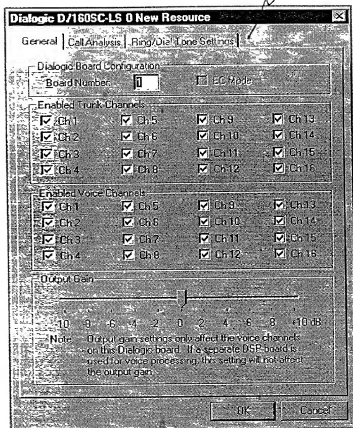 Dialogic D/160SC-LS 0 New Resource
General Call Analysis Ring/Dial Tone Settings
Dialogic Board Configuration
Board Number: 1 EC Mode
Enabled Trunk Channels
Ch 1 Ch 5 Ch 9 Ch 13
Ch 2 Ch 6 Ch 10 Ch 14
Ch 3 Ch 7 Ch 11 Ch 15
Ch 4 Ch 8 Ch 12 Ch 16
Enabled Voice Channels
Ch 1 Ch 5 Ch 9 Ch 13
Ch 2 Ch 6 Ch 10 Ch 14
Ch 3 Ch 7 Ch 11 Ch 15
Ch 4 Ch 8 Ch 12 Ch 16
Output Gain
-10 -8 -6 -4 -2 0 2 4 6 8 +10 dB
Note: Output gain settings only affect the voice channels
on this Dialogic board. If a separate DSP board is
used for voice processing, this setting will not affect
the output gain.
OK Cancel